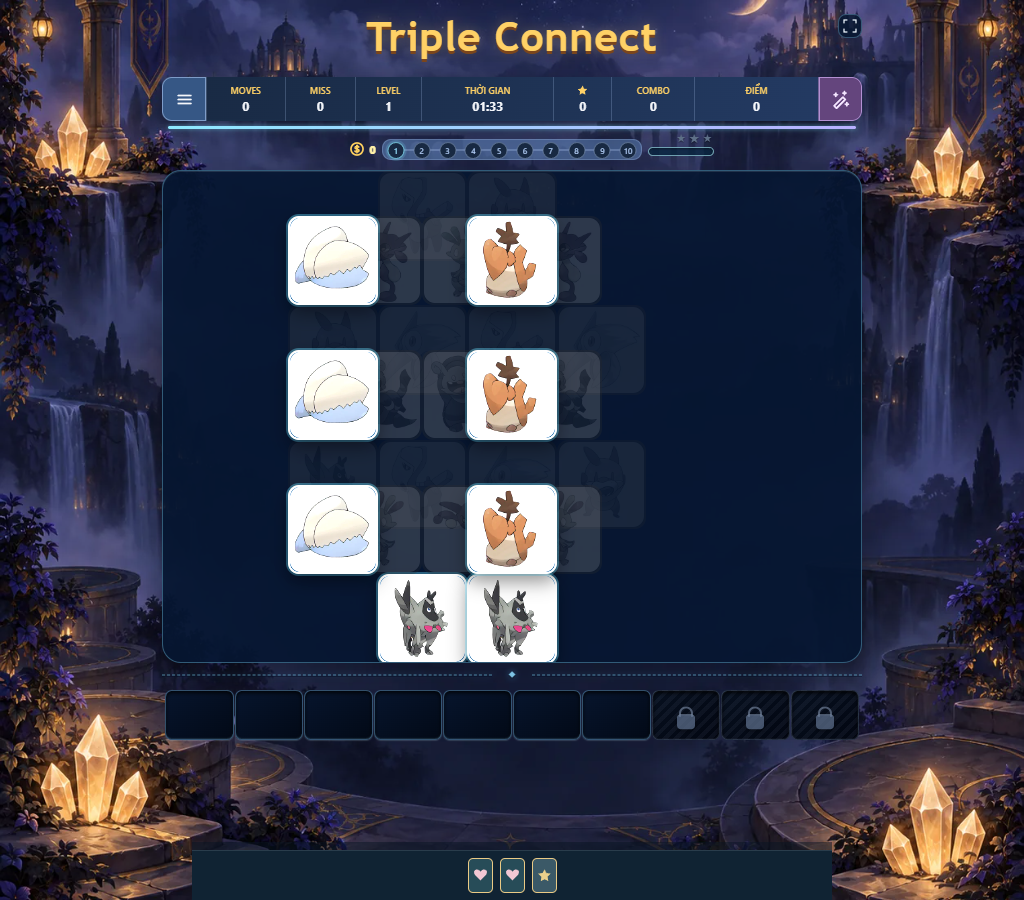 Triple Connect
MOVES MISS LEVEL THỜI GIAN COMBO ĐIỂM
0 0 1 01:33 0 0 0
$ 0 1 2 3 4 5 6 7 8 9 10